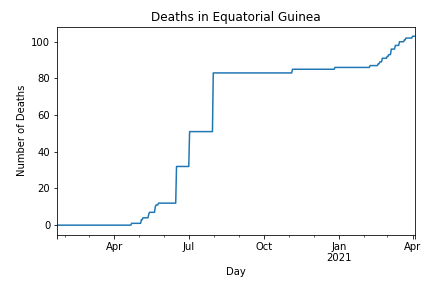 Deaths in Equatorial Guinea
Number of Deaths
100
80
60
40
20
0
Apr
Jul
Oct
Jan
2021
Apr
Day